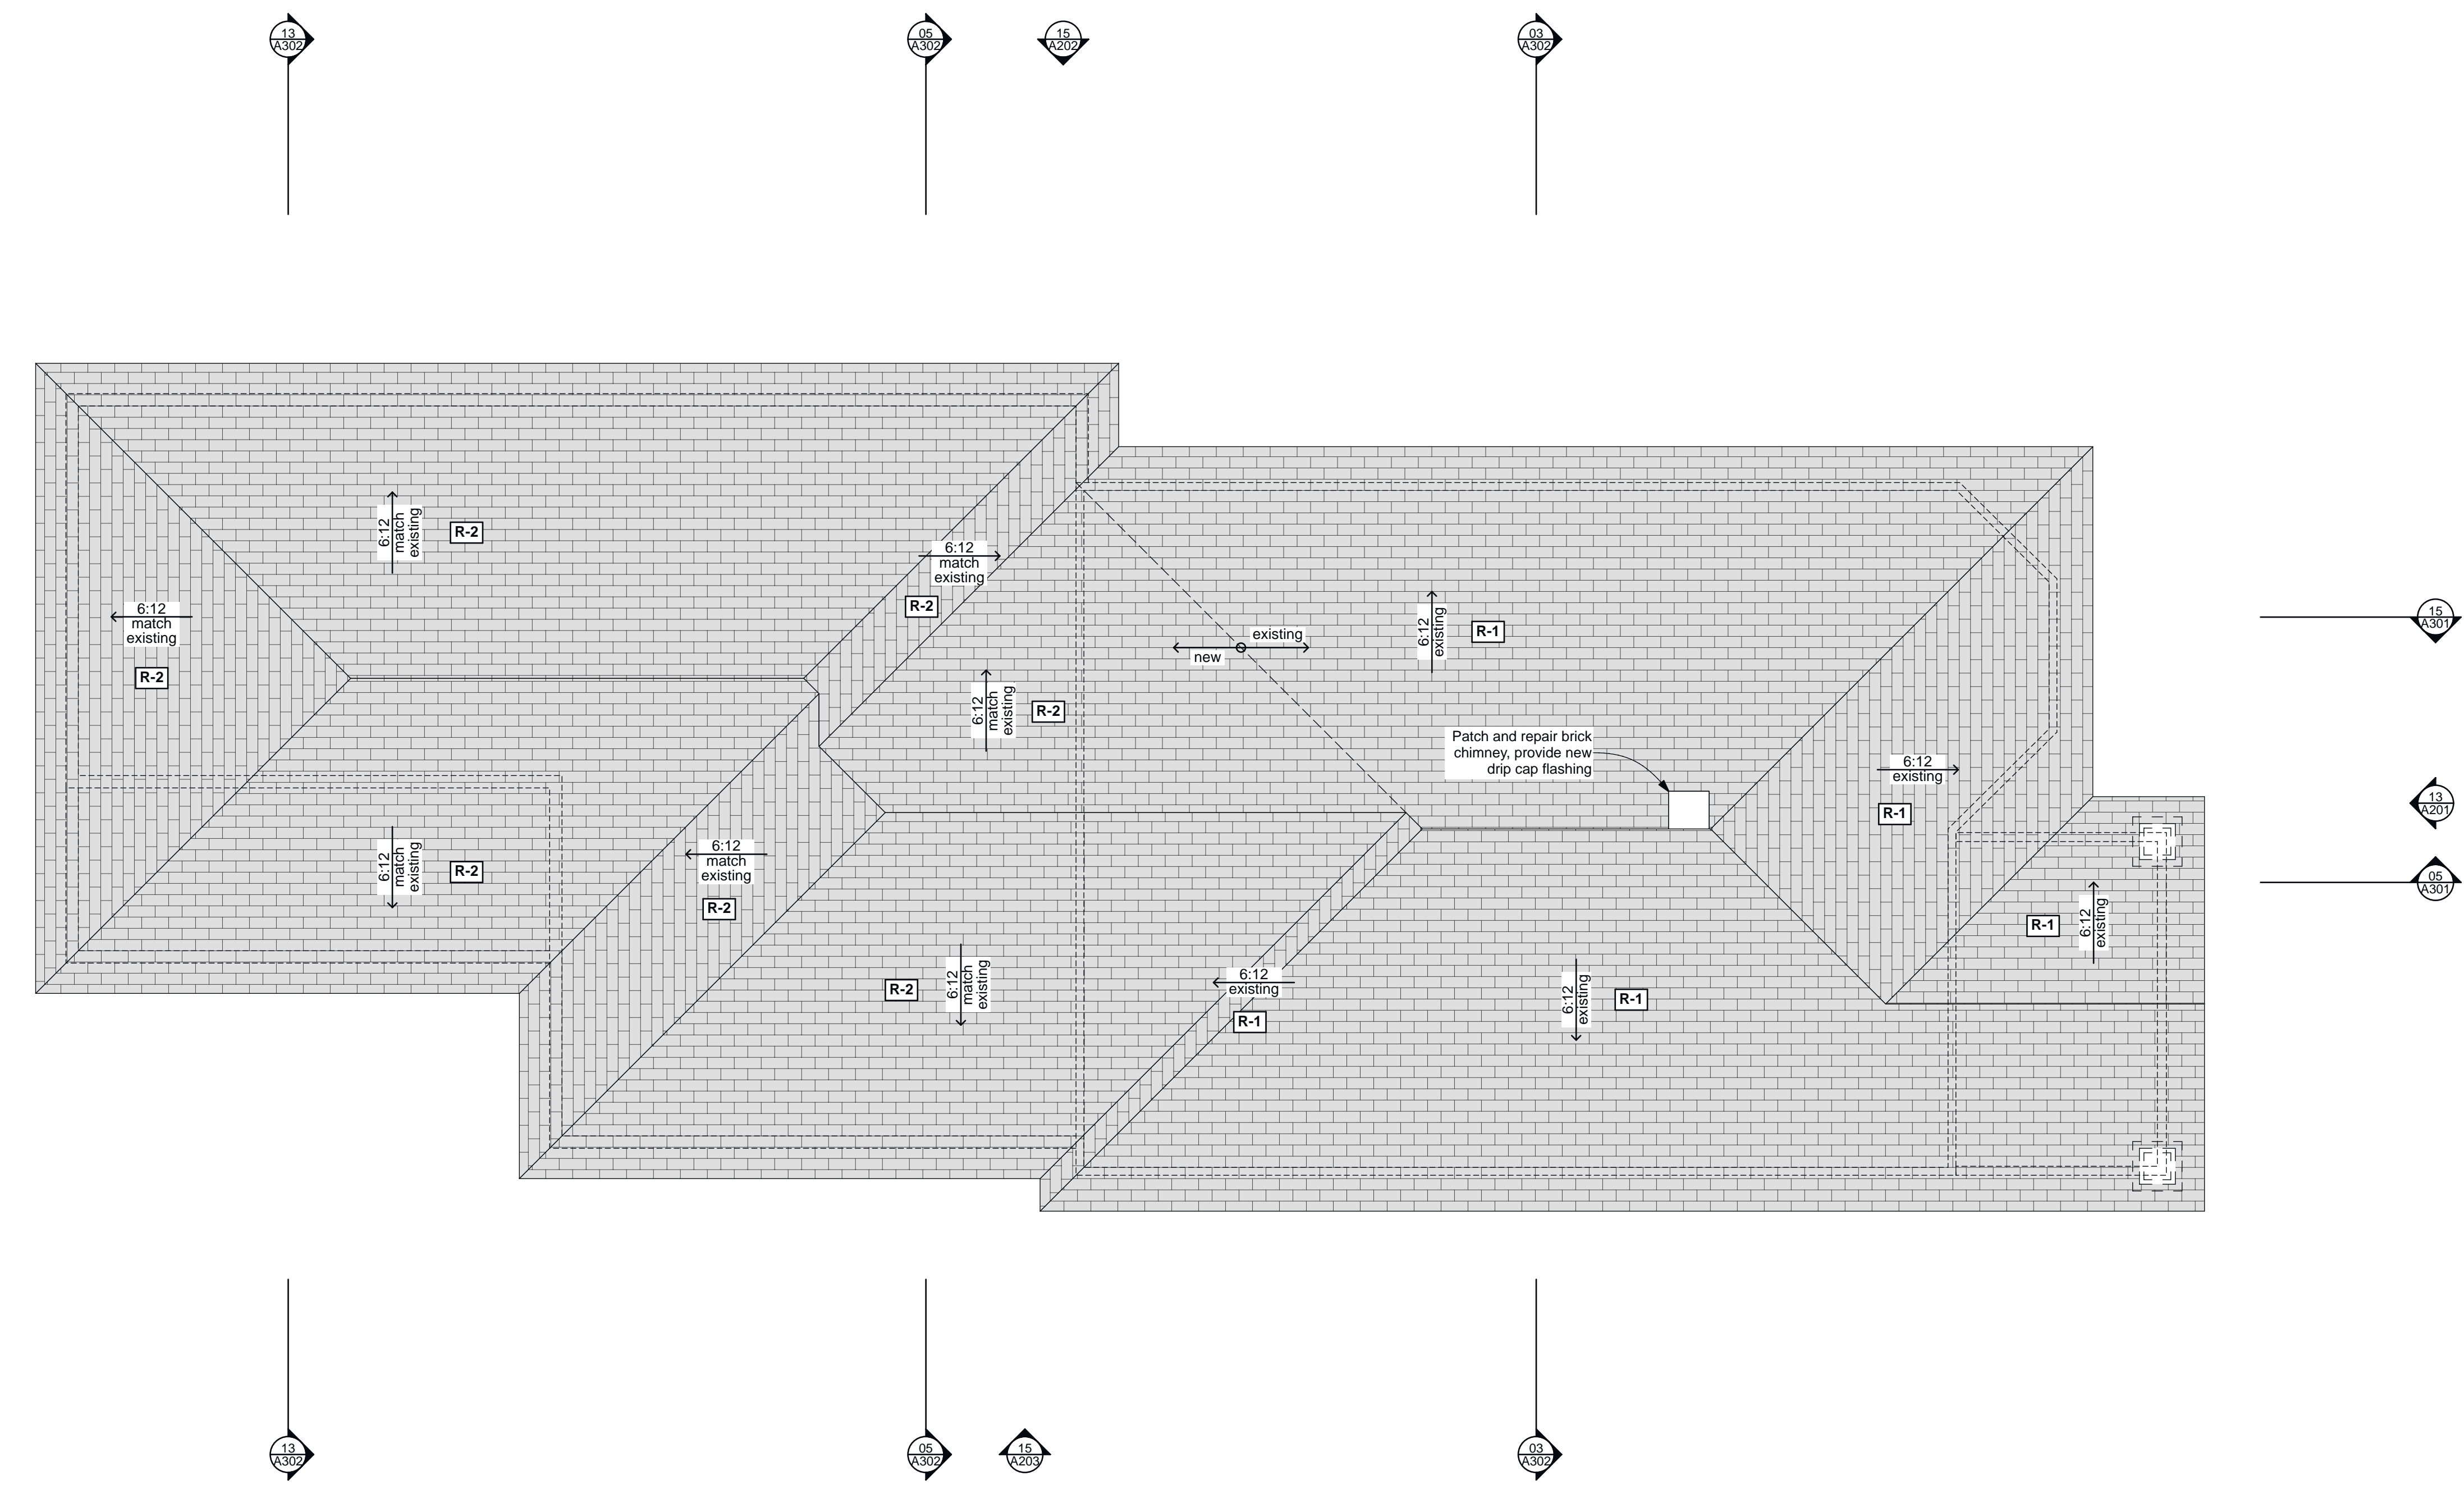 13
A302
05
A302
15
A202
03
A302
6:12
match
existing
R-2
6:12
match
existing
R-2
6:12
match
existing
R-2
existing
new
6:12
existing
R-1
15
A301
6:12
match
existing
R-2
Patch and repair brick
chimney, provide new
drip cap flashing
6:12
existing
R-1
13
A201
6:12
match
existing
R-2
6:12
match
existing
R-2
05
A301
R-1
6:12
existing
R-2
6:12
match
existing
6:12
existing
R-1
6:12
existing
R-1
13
A302
05
A302
15
A203
03
A302